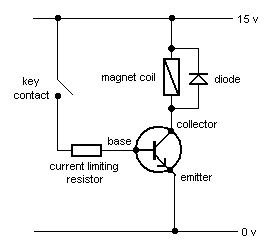 15 v
key
contact
magnet coil
diode
collector
base
current limiting
resistor
emitter
0 v